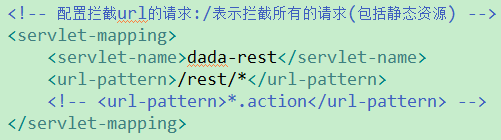 <!-- 配置拦截url的请求:/表示拦截所有的请求(包括静态资源) -->
<servlet-mapping>
<servlet-name>dada-rest</servlet-name>
<url-pattern>/rest/*</url-pattern>
<!-- <url-pattern>*.action</url-pattern> -->
</servlet-mapping>